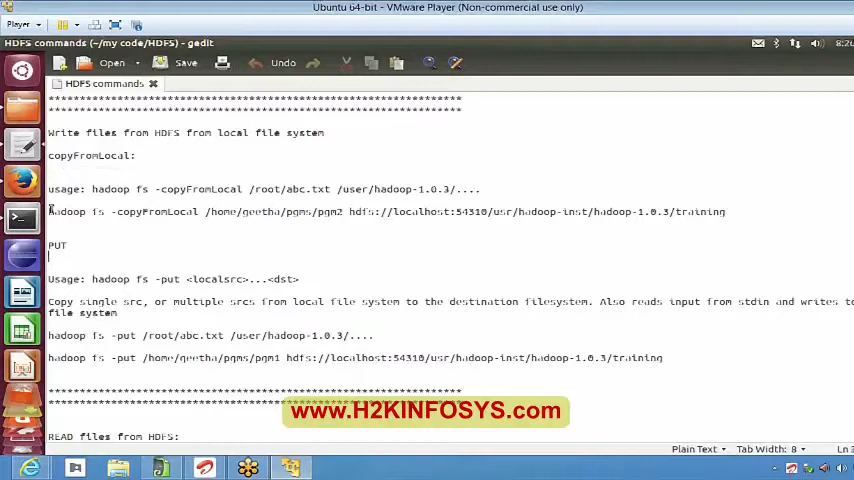 Ubuntu 64-bit - VMware Player (Non-commercial use only)
Player
HDFS commands (~/my code/HDFS) - gedit
Open Save Undo
HDFS commands
******************************************************************
******************************************************************
Write files from HDFS from local file system
copyFromLocal:
usage: hadoop fs -copyFromLocal /root/abc.txt /user/hadoop-1.0.3/....
hadoop fs -copyFromLocal /home/geetha/pgms/pgm2 hdfs://localhost:54310/usr/hadoop-inst/hadoop-1.0.3/training
PUT
Usage: hadoop fs -put <localsrc>...<dst>
Copy single src, or multiple srcs from local file system to the destination filesystem. Also reads input from stdin and writes to
file system
hadoop fs -put /root/abc.txt /user/hadoop-1.0.3/....
hadoop fs -put /home/geetha/pgms/pgm1 hdfs://localhost:54310/usr/hadoop-inst/hadoop-1.0.3/training
******************************************************************
******************************************************************
www.H2KINFOSYS.com
READ files from HDFS:
Plain Text Tab Width: 8 Ln